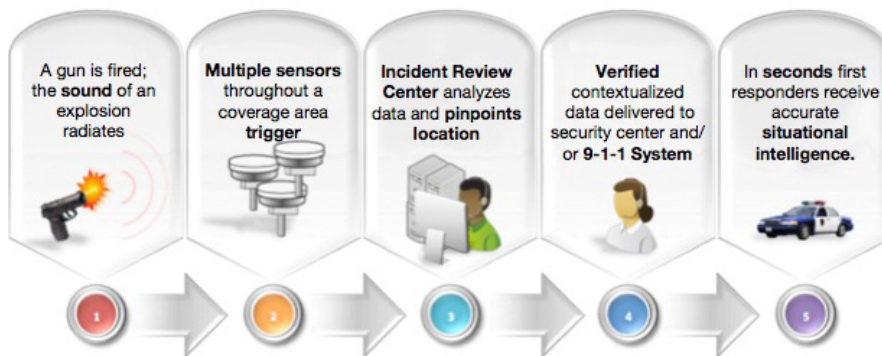 A gun is fired;
the sound of an
explosion
radiates
Multiple sensors
throughout a
coverage area
trigger
Incident Review
Center analyzes
data and pinpoints
location
Verified
contextualized
data delivered to
security center and/
or 9-1-1 System
In seconds first
responders receive
accurate
situational
intelligence.
1
2
3
4
5